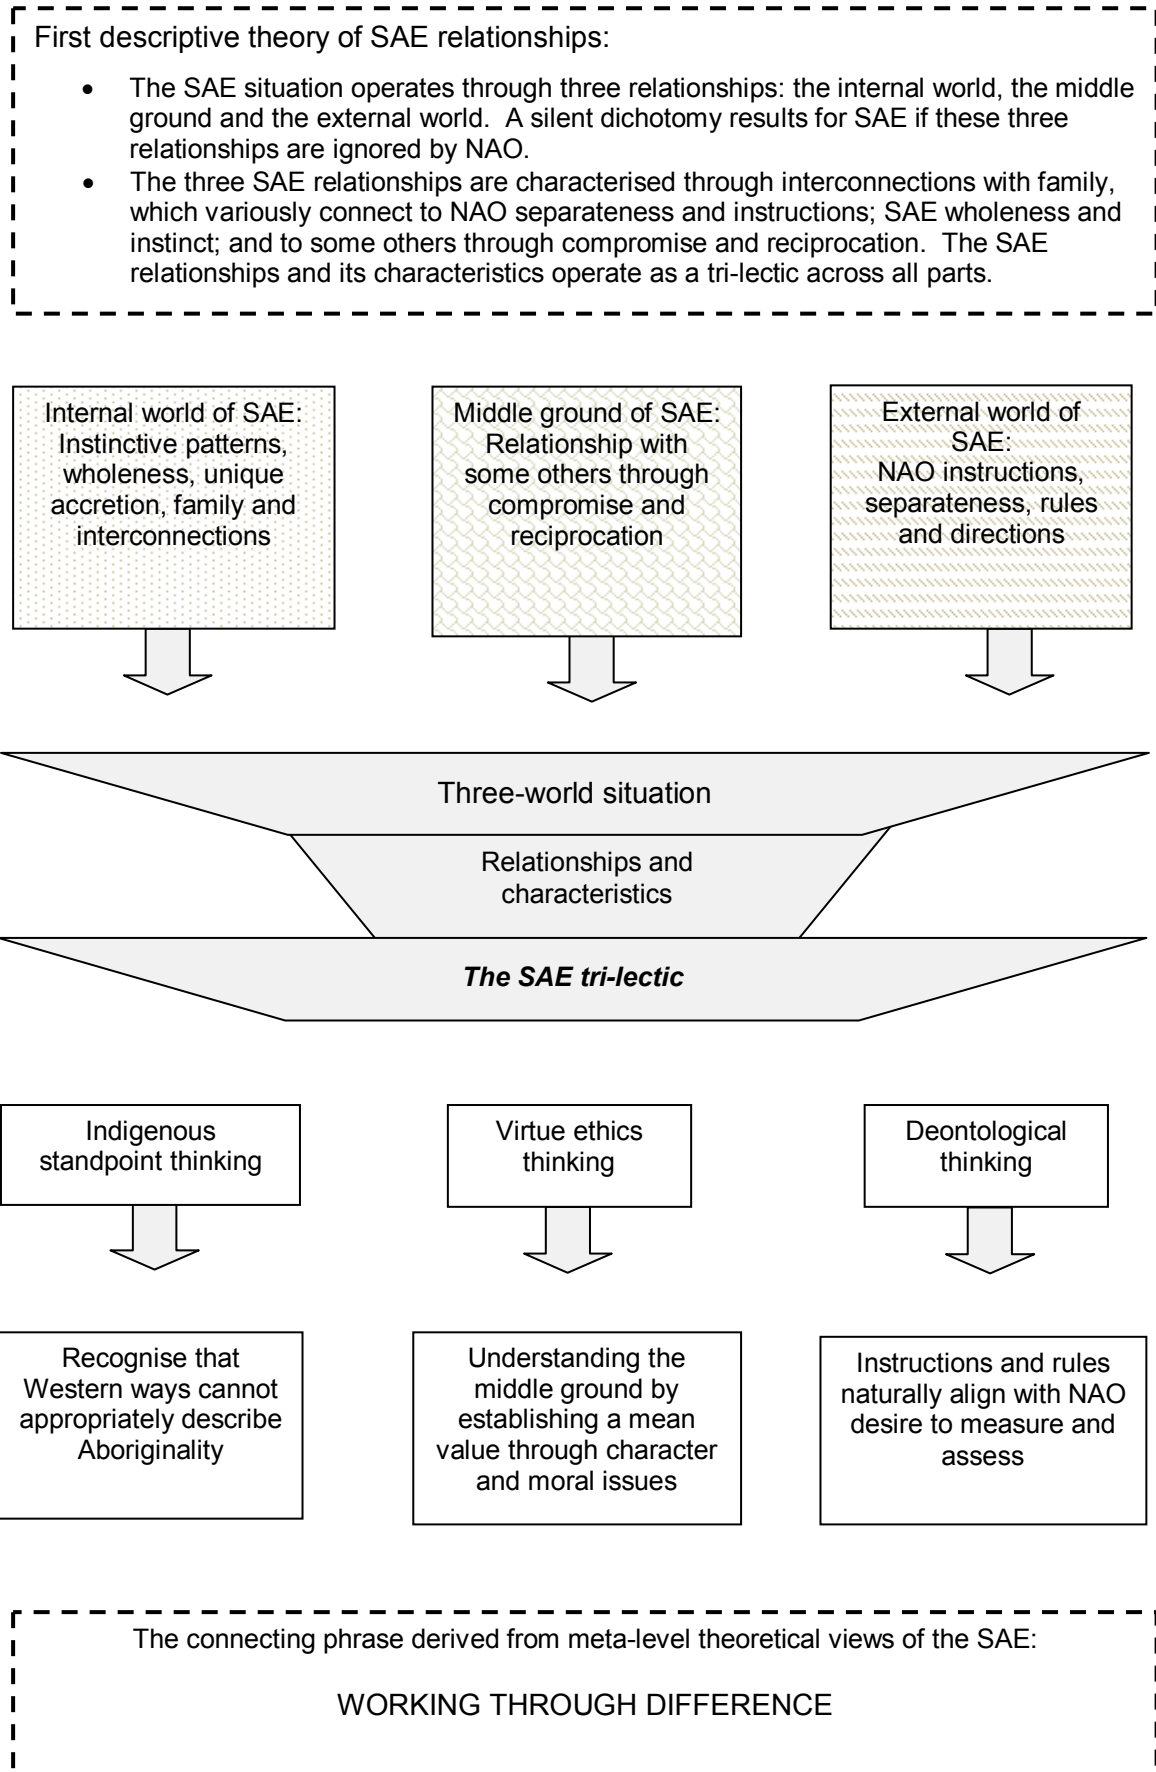 First descriptive theory of SAE relationships:
• The SAE situation operates through three relationships: the internal world, the middle
ground and the external world. A silent dichotomy results for SAE if these three
relationships are ignored by NAO.
• The three SAE relationships are characterised through interconnections with family,
which variously connect to NAO separateness and instructions; SAE wholeness and
instinct; and to some others through compromise and reciprocation. The SAE
relationships and its characteristics operate as a tri-lectic across all parts.
Internal world of SAE:
Instinctive patterns,
wholeness, unique
accretion, family and
interconnections
Middle ground of SAE:
Relationship with
some others through
compromise and
reciprocation
External world of
SAE:
NAO instructions,
separateness, rules
and directions
Three-world situation
Relationships and
characteristics
The SAE tri-lectic
Indigenous
standpoint thinking
Virtue ethics
thinking
Deontological
thinking
Recognise that
Western ways cannot
appropriately describe
Aboriginality
Understanding the
middle ground by
establishing a mean
value through character
and moral issues
Instructions and rules
naturally align with NAO
desire to measure and
assess
The connecting phrase derived from meta-level theoretical views of the SAE:
WORKING THROUGH DIFFERENCE